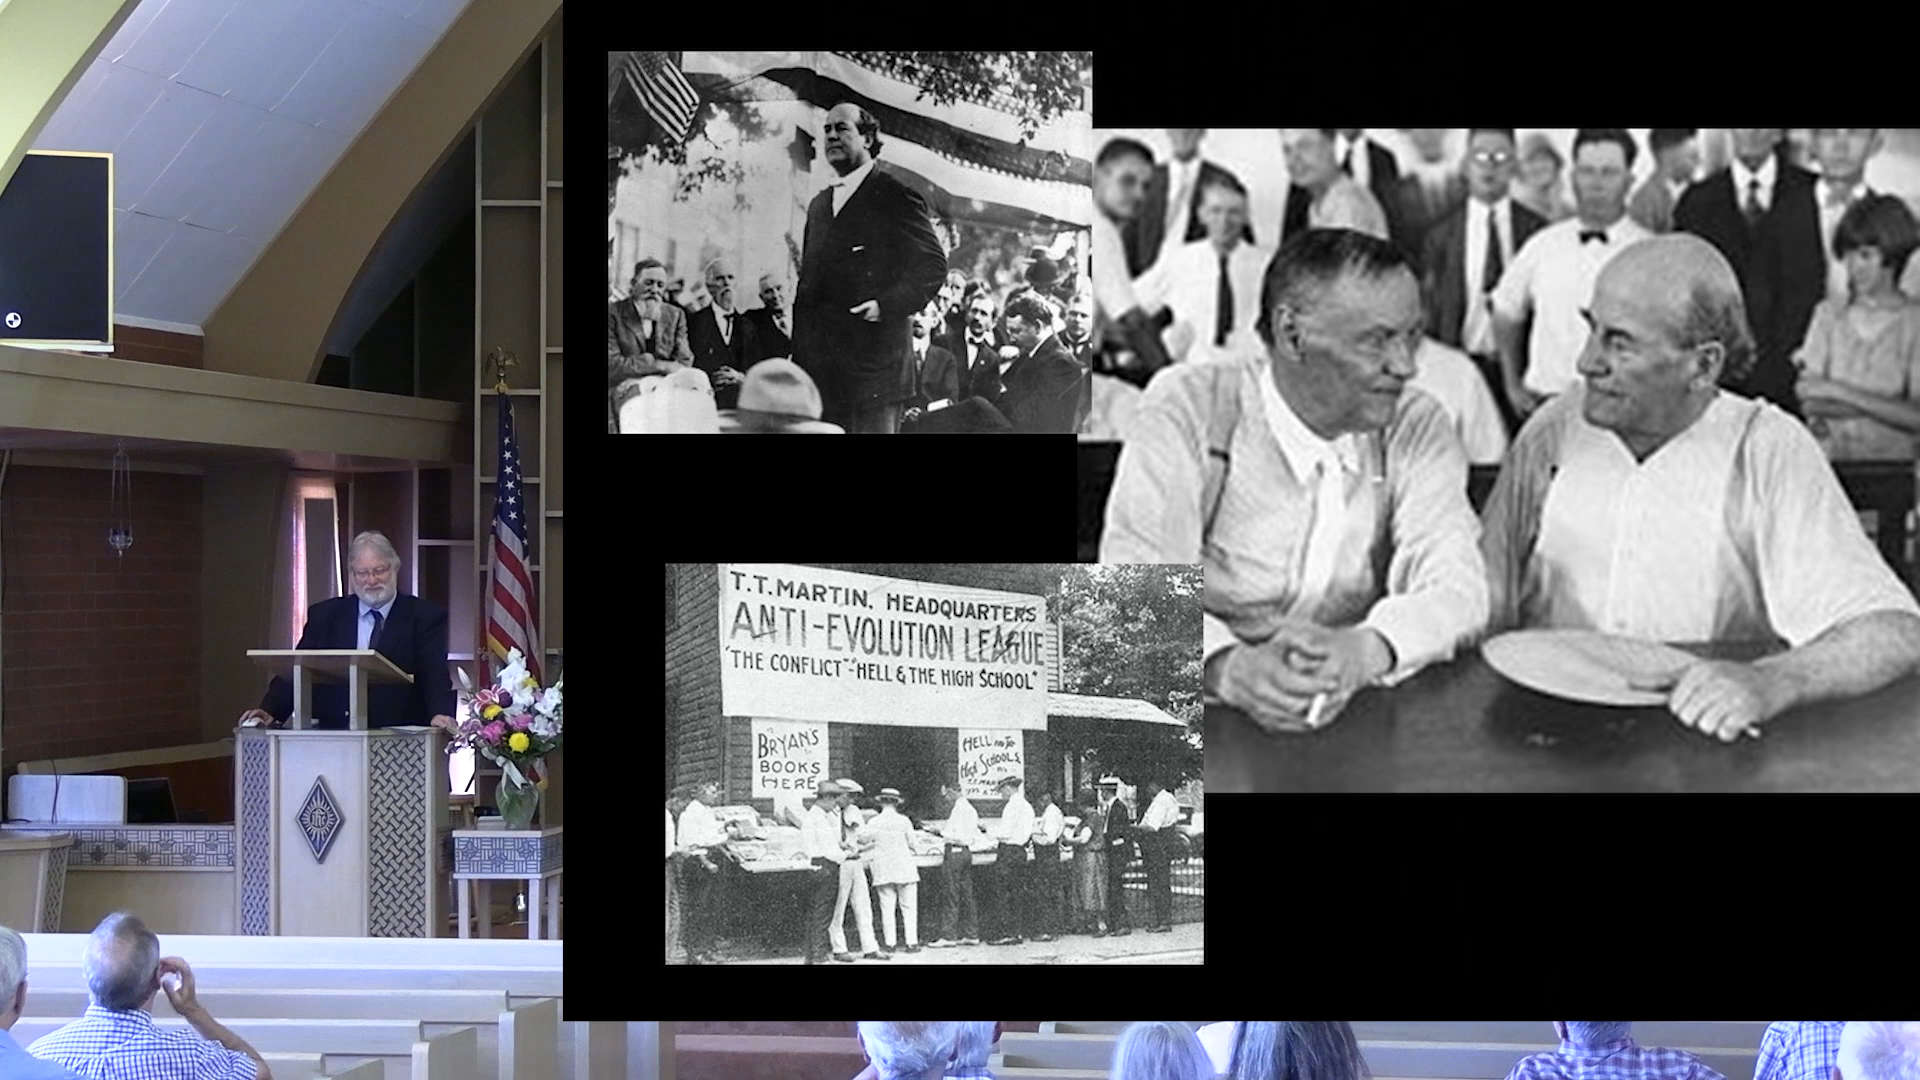 T.T. MARTIN. HEADQUARTERS
ANTI-EVOLUTION LEAGUE
"THE CONFLICT"-"HELL & THE HIGH SCHOOL"
BRYAN'S
BOOKS
HERE
HELL AND THE
HIGH SCHOOLS